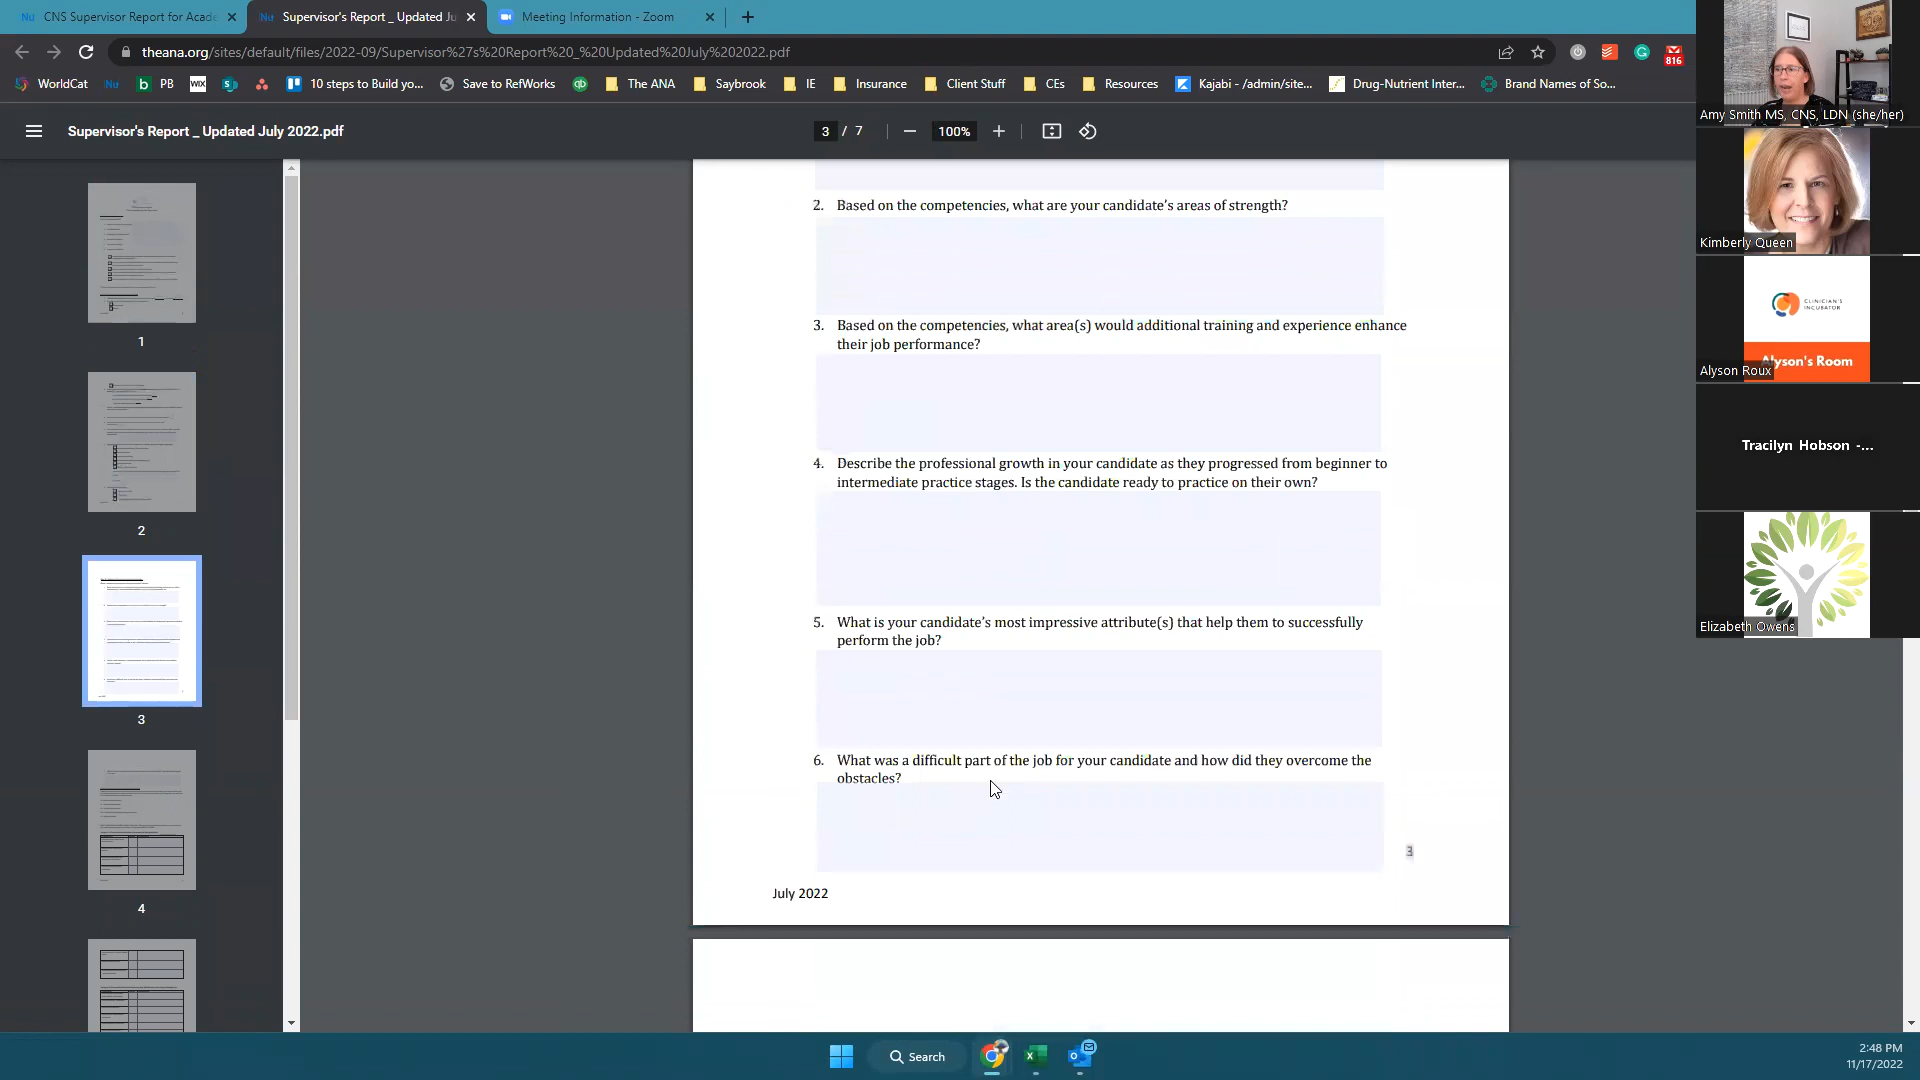 CNS Supervisor Report for Acade
Supervisor's Report _ Updated Ju
Meeting Information - Zoom
theana.org/sites/default/files/2022-09/Supervisor%27s%20Report%20_%20Updated%20July%202022.pdf
816
WorldCat
Nu
PB
WIX
10 steps to Build yo...
Save to RefWorks
The ANA
Saybrook
IE
Insurance
Client Stuff
CEs
Resources
Kajabi - /admin/site...
Drug-Nutrient Inter...
Brand Names of So...
Supervisor's Report _ Updated July 2022.pdf
3 / 7
100%
1
2
3
4
2. Based on the competencies, what are your candidate's areas of strength?
3. Based on the competencies, what area(s) would additional training and experience enhance
their job performance?
4. Describe the professional growth in your candidate as they progressed from beginner to
intermediate practice stages. Is the candidate ready to practice on their own?
5. What is your candidate's most impressive attribute(s) that help them to successfully
perform the job?
6. What was a difficult part of the job for your candidate and how did they overcome the
obstacles?
3
July 2022
Amy Smith MS, CNS, LDN (she/her)
Kimberly Queen
CLINICIAN'S
INCUBATOR
Alyson's Room
Alyson Roux
Tracilyn Hobson -...
Elizabeth Owens
Search
2:48 PM
11/17/2022